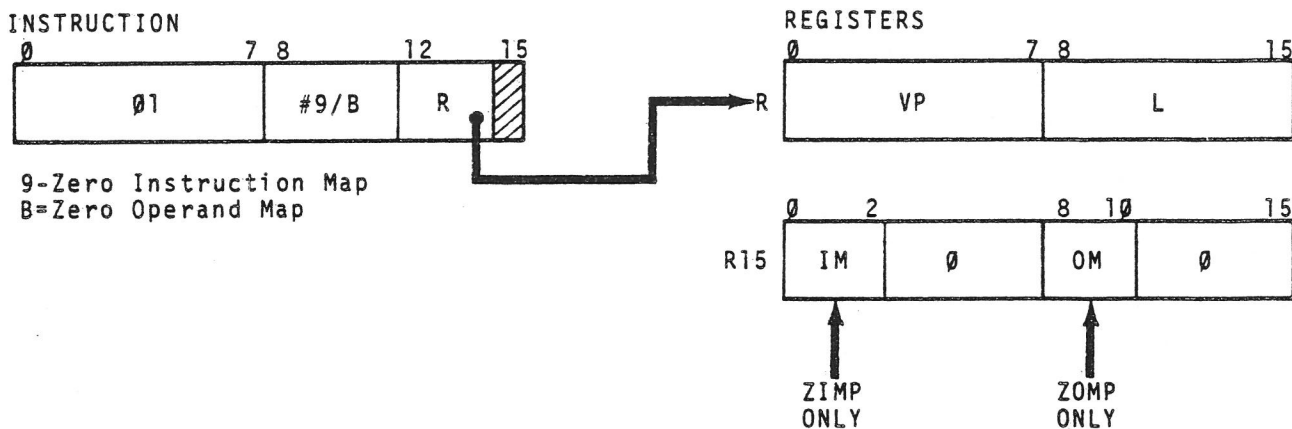 INSTRUCTION
0 7 8 12 15
01 #9/B R
9-Zero Instruction Map
B=Zero Operand Map
REGISTERS
0 7 8 15
R VP L
0 2 8 10 15
R15 IM 0 OM 0
ZIMP ONLY
ZOMP ONLY